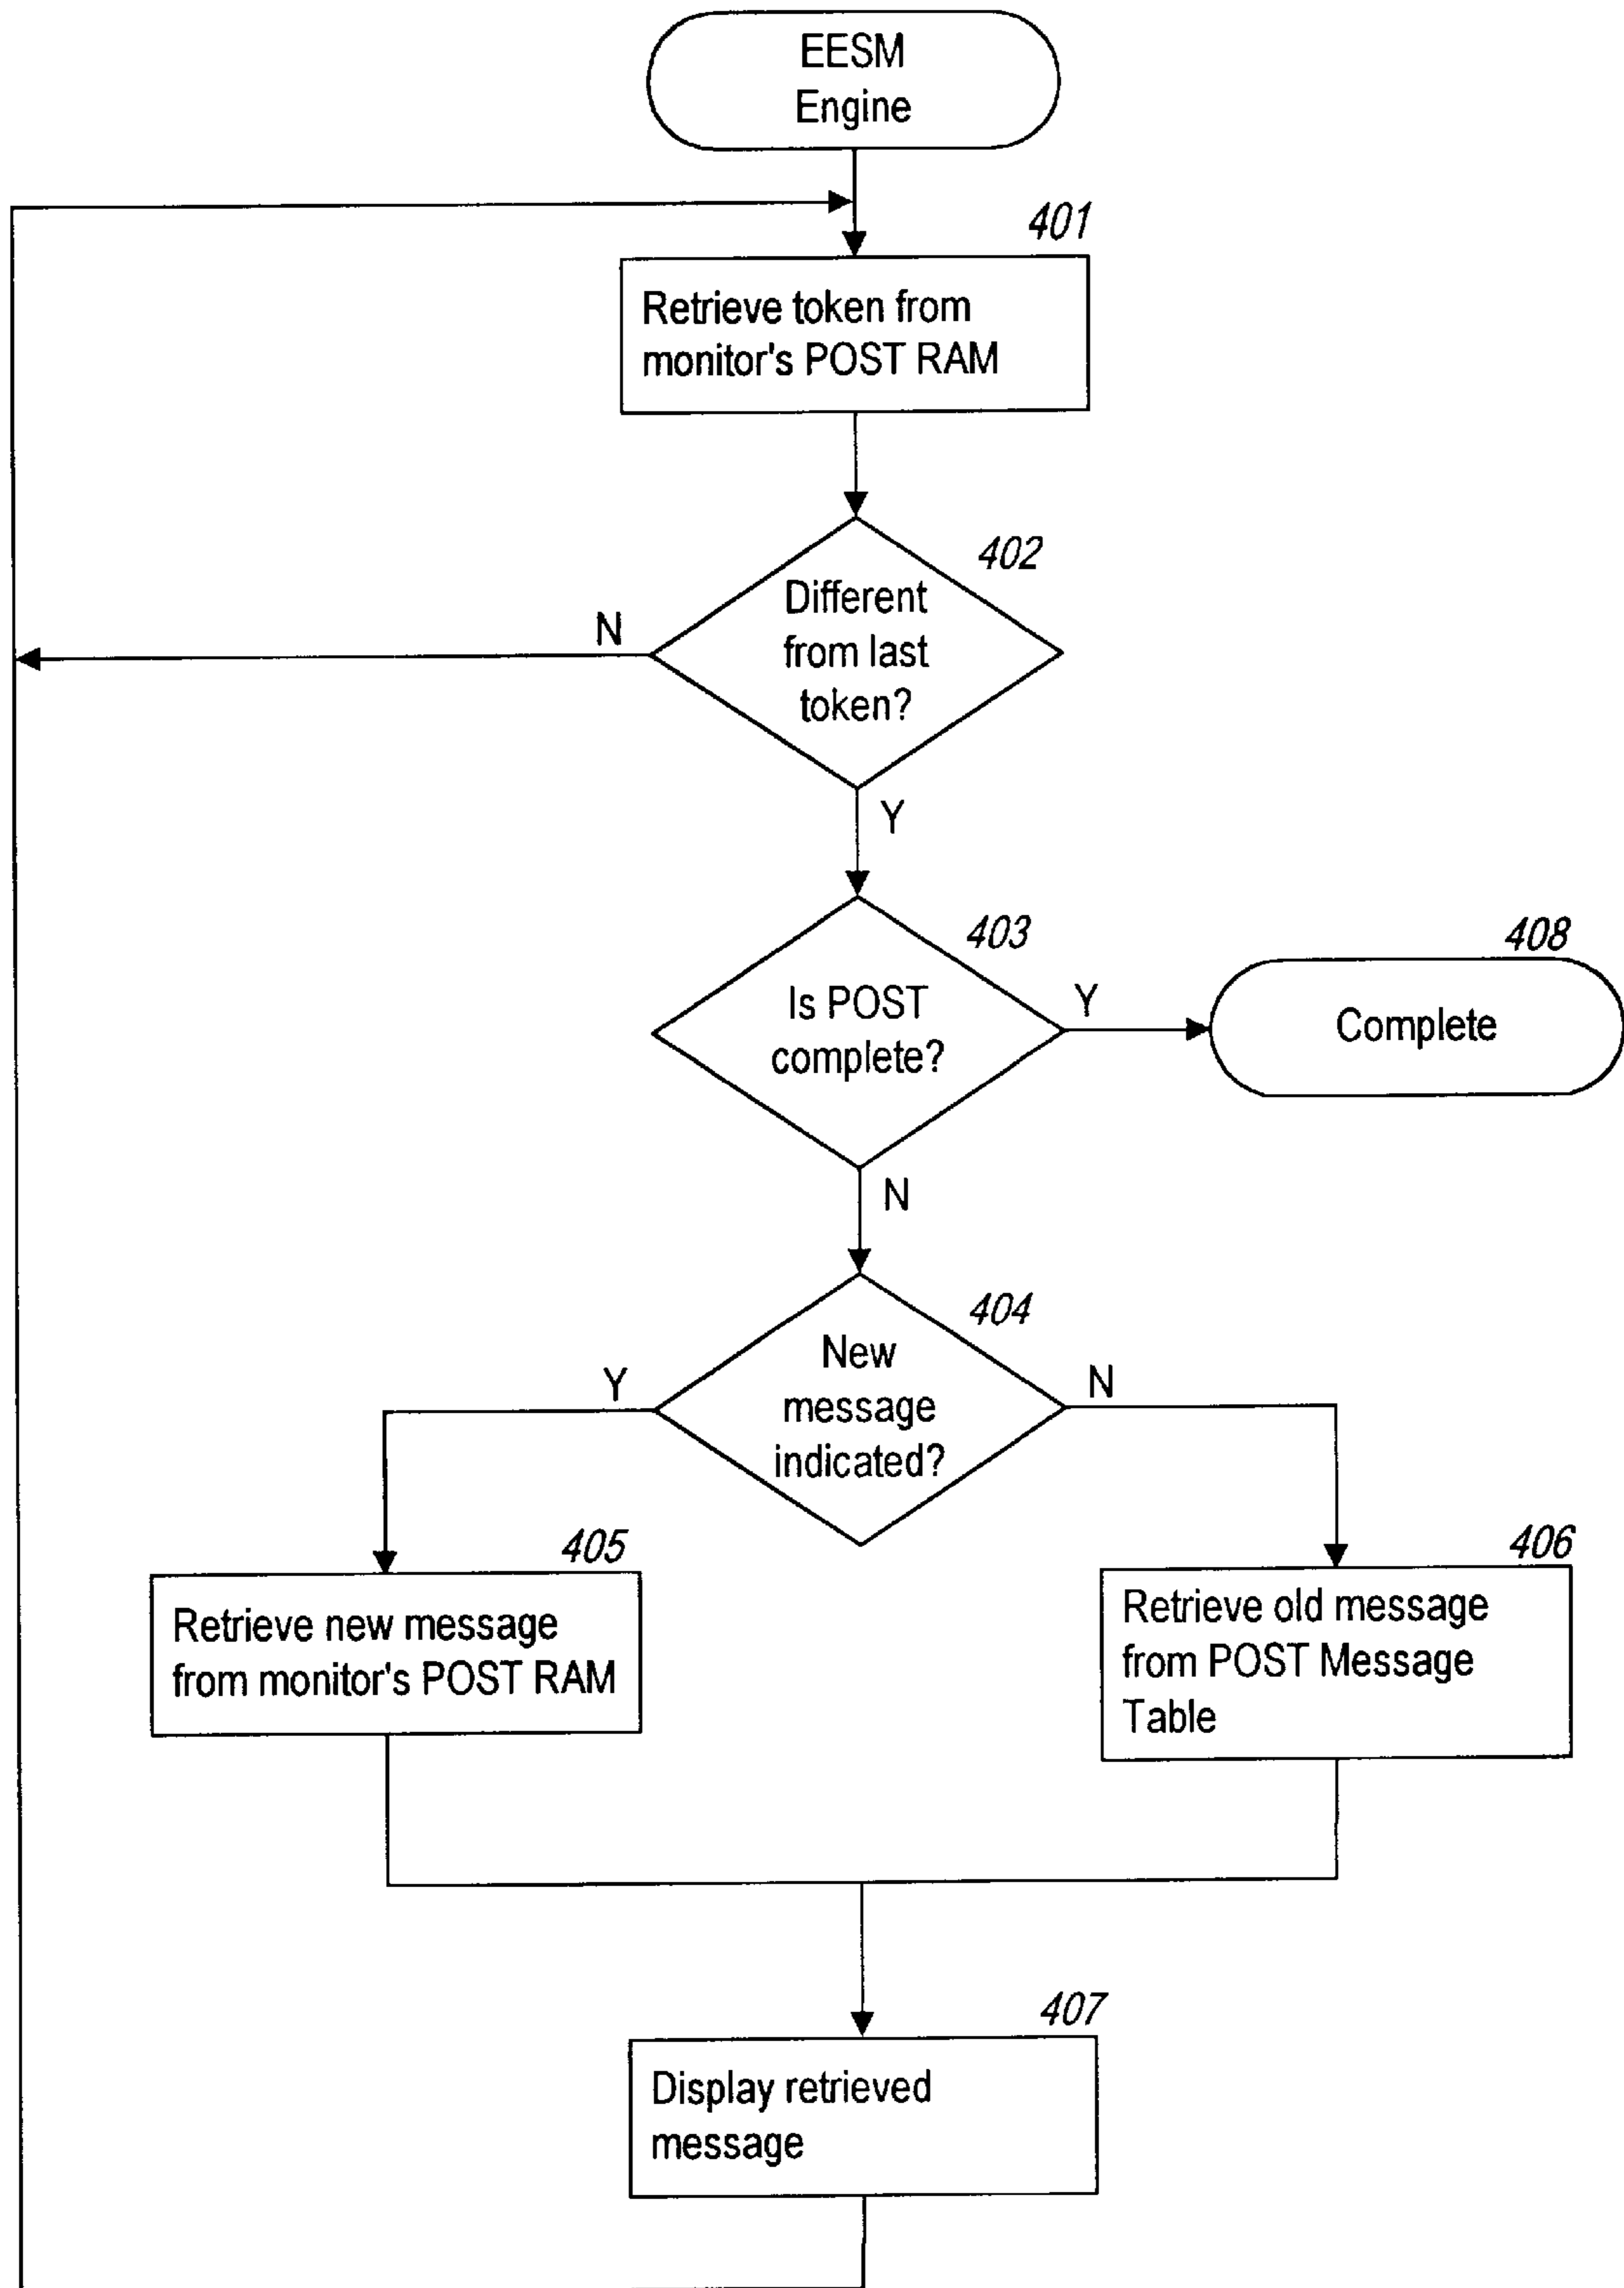 EESM
Engine
401
Retrieve token from
monitor's POST RAM
402
Different
from last
token?
N
Y
403
Is POST
complete?
Y
408
Complete
N
404
New
message
indicated?
Y
N
405
Retrieve new message
from monitor's POST RAM
406
Retrieve old message
from POST Message
Table
407
Display retrieved
message